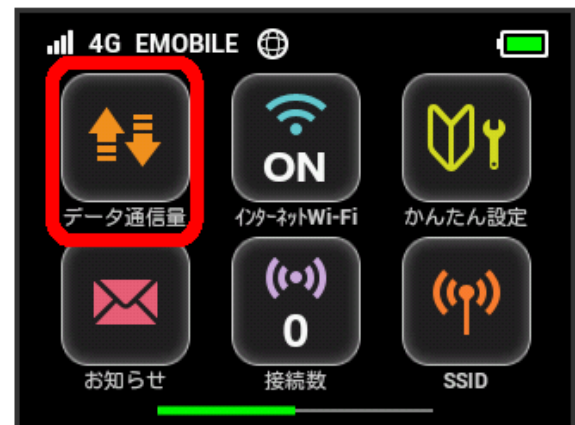 4G EMOBILE
ON
データ通信量 インターネットWi-Fi かんたん設定
0
お知らせ 接続数 SSID